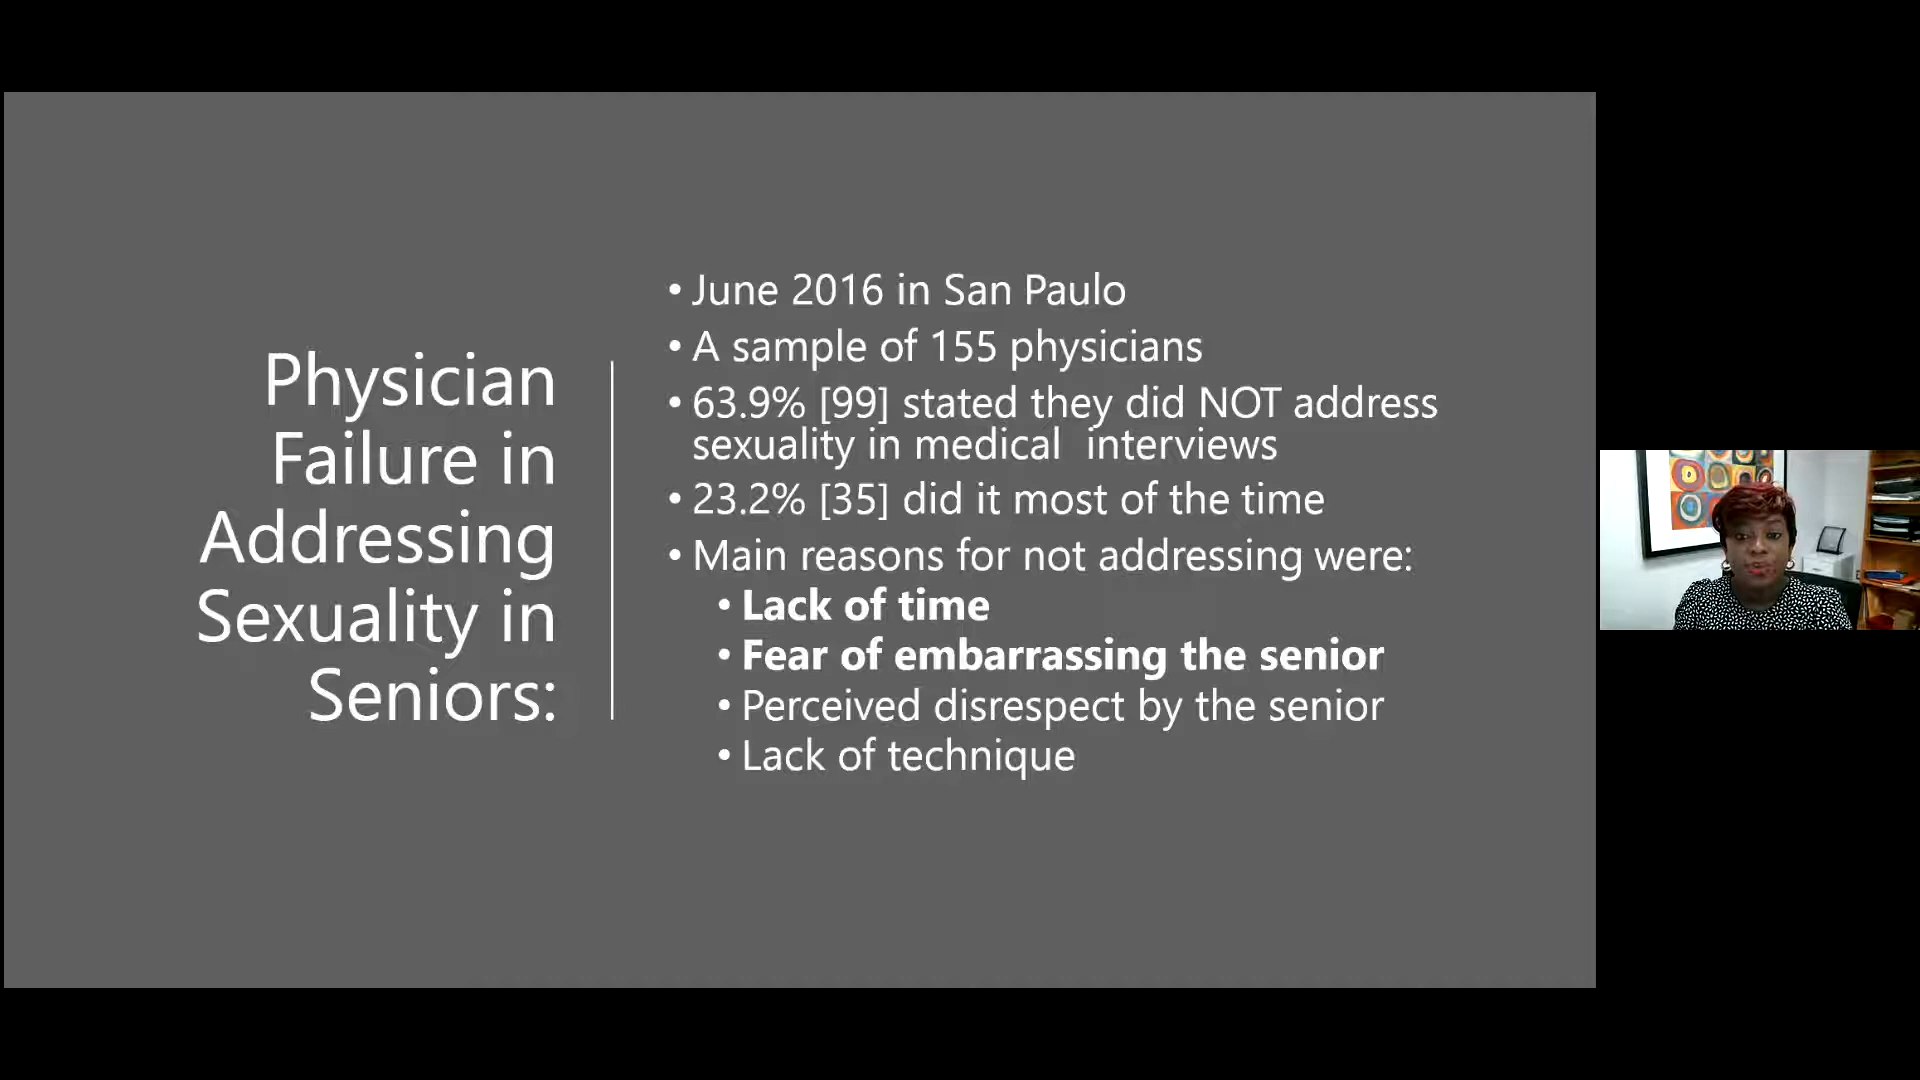 Physician
Failure in
Addressing
Sexuality in
Seniors:
• June 2016 in San Paulo
• A sample of 155 physicians
• 63.9% [99] stated they did NOT address
sexuality in medical  interviews
• 23.2% [35] did it most of the time
• Main reasons for not addressing were:
• Lack of time
• Fear of embarrassing the senior
• Perceived disrespect by the senior
• Lack of technique